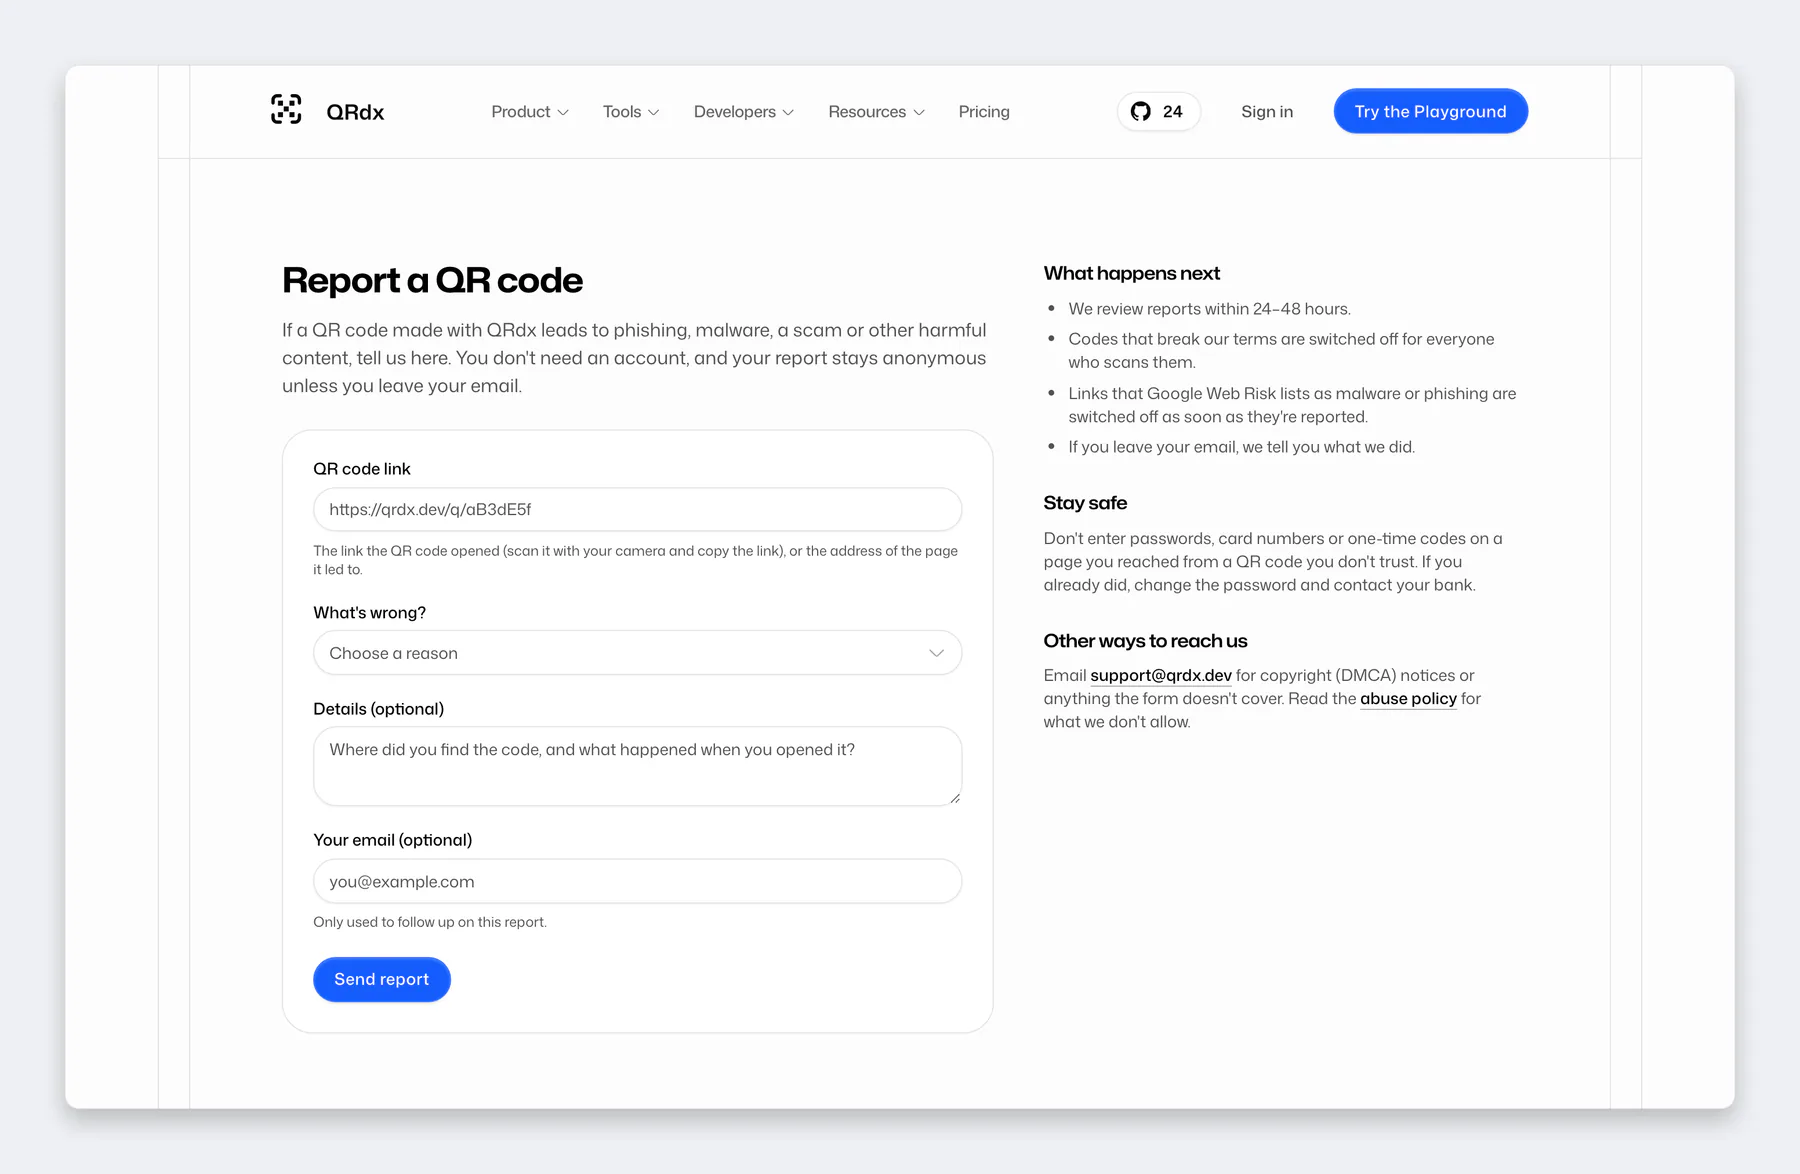 QRdx
Product
Tools
Developers
Resources
Pricing
24
Sign in
Try the Playground
Report a QR code
If a QR code made with QRdx leads to phishing, malware, a scam or other harmful
content, tell us here. You don't need an account, and your report stays anonymous
unless you leave your email.
QR code link
https://qrdx.dev/q/aB3dE5f
The link the QR code opened (scan it with your camera and copy the link), or the address of the page
it led to.
What's wrong?
Choose a reason
Details (optional)
Where did you find the code, and what happened when you opened it?
Your email (optional)
you@example.com
Only used to follow up on this report.
Send report
What happens next
We review reports within 24–48 hours.
Codes that break our terms are switched off for everyone
who scans them.
Links that Google Web Risk lists as malware or phishing are
switched off as soon as they're reported.
If you leave your email, we tell you what we did.
Stay safe
Don't enter passwords, card numbers or one-time codes on a
page you reached from a QR code you don't trust. If you
already did, change the password and contact your bank.
Other ways to reach us
Email support@qrdx.dev for copyright (DMCA) notices or
anything the form doesn't cover. Read the abuse policy for
what we don't allow.